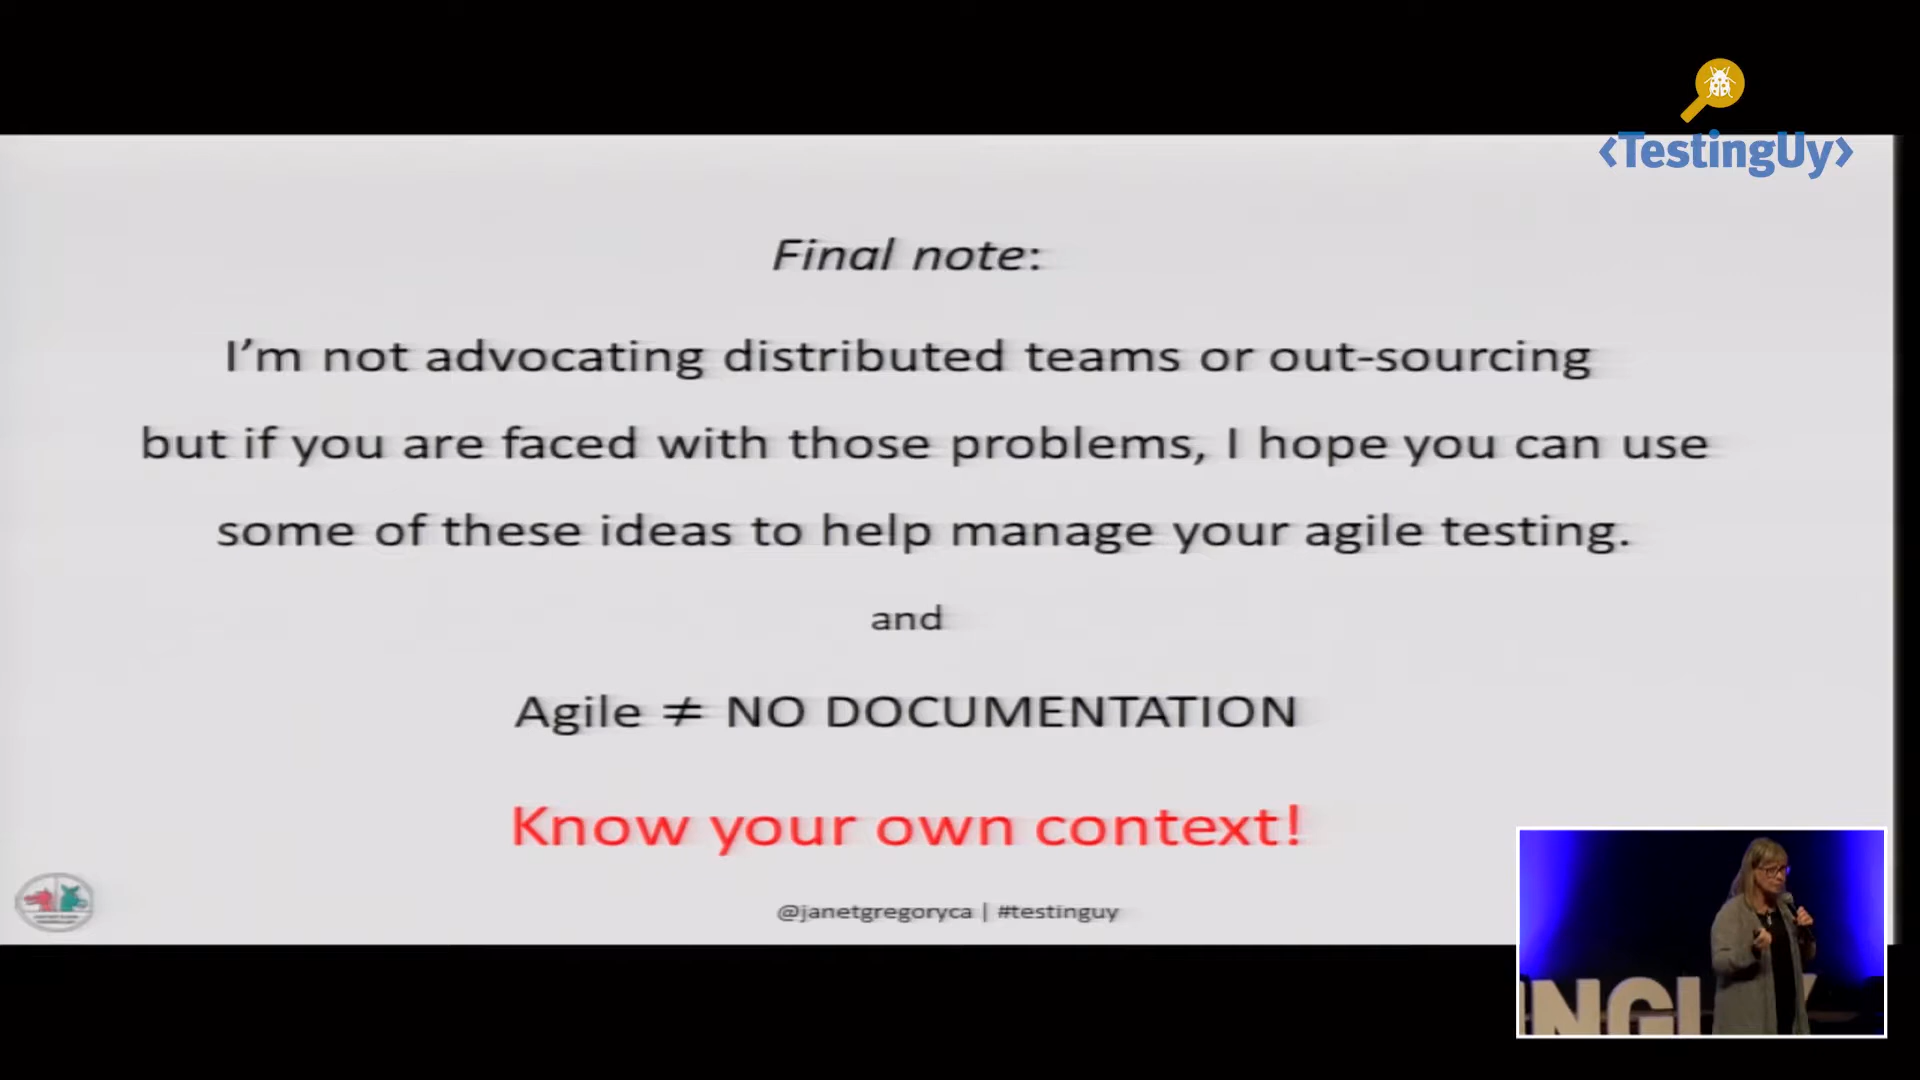 <TestingUy>
Final note:
I'm not advocating distributed teams or out-sourcing
but if you are faced with those problems, I hope you can use
some of these ideas to help manage your agile testing.
and
Agile ≠ NO DOCUMENTATION
Know your own context!
@janetgregoryca | #testinguy